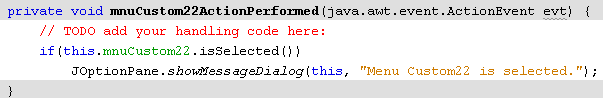 private void mnuCustom22ActionPerformed(java.awt.event.ActionEvent evt) {
    // TODO add your handling code here:
    if(this.mnuCustom22.isSelected())
        JOptionPane.showMessageDialog(this, "Menu Custom22 is selected.");
}